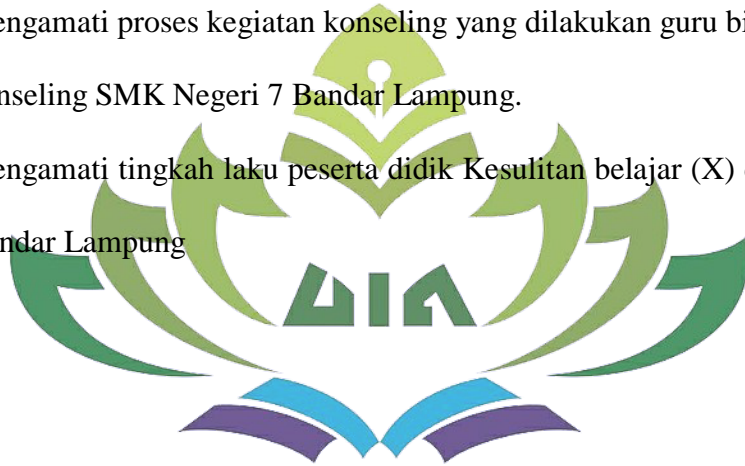 engamati proses kegiatan konseling yang dilakukan guru bi
nseling SMK Negeri 7 Bandar Lampung.
engamati tingkah laku peserta didik Kesulitan belajar (X)
ndar Lampung
UIN